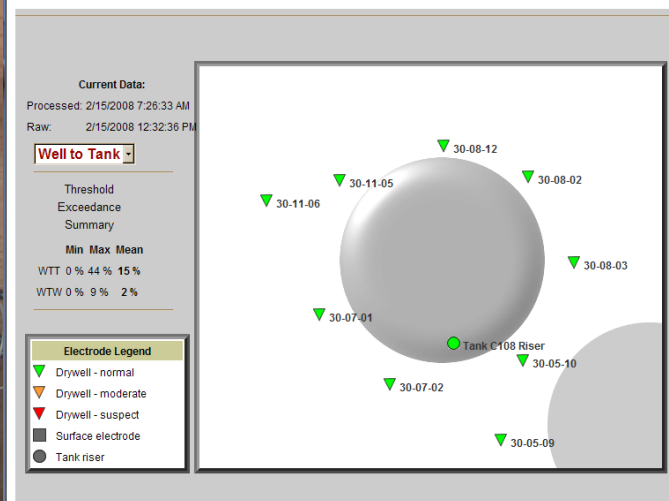 Current Data:
Processed: 2/15/2008 7:26:33 AM
Raw: 2/15/2008 12:32:36 PM
Well to Tank
Threshold
Exceedance
Summary
Min Max Mean
WTT 0 % 44 % 15 %
WTW 0 % 9 % 2 %
Electrode Legend
Drywell - normal
Drywell - moderate
Drywell - suspect
Surface electrode
Tank riser
30-08-12
30-11-05
30-08-02
30-11-06
30-08-03
30-07-01
Tank C108 Riser
30-05-10
30-07-02
30-05-09